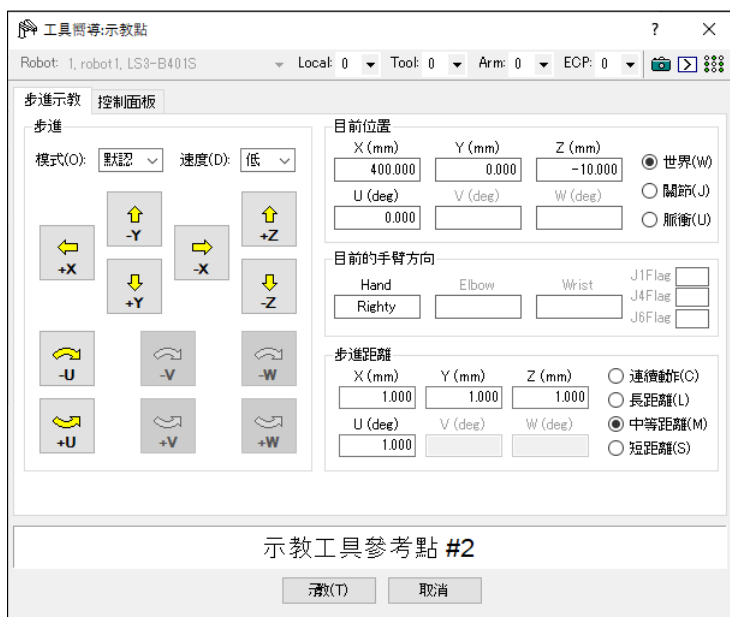 工具嚮導:示教點
?
Robot: 1, robot1, LS3-B401S Local: 0 Tool: 0 Arm: 0 ECP: 0
步進示教 控制面板
步進
模式(O): 默認 速度(D): 低
-Y +Z
+X -X
+Y -Z
-U -V -W
+U +V +W
目前位置
X (mm) Y (mm) Z (mm)
400.000 0.000 -10.000
U (deg) V (deg) W (deg)
0.000
世界(W)
關節(J)
脈衝(U)
目前的手臂方向
Hand Elbow Wrist
Righty
J1Flag
J4Flag
J6Flag
步進距離
X (mm) Y (mm) Z (mm)
1.000 1.000 1.000
U (deg) V (deg) W (deg)
1.000
連續動作(C)
長距離(L)
中等距離(M)
短距離(S)
示教工具參考點 #2
示教(T) 取消